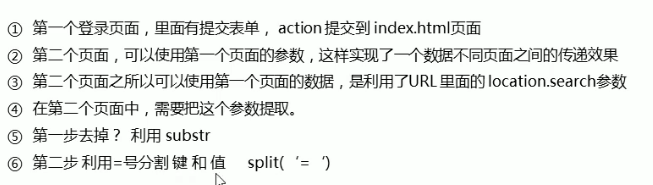 ① 第一个登录页面，里面有提交表单， action 提交到 index.html页面
② 第二个页面，可以使用第一个页面的参数，这样实现了一个数据不同页面之间的传递效果
③ 第二个页面之所以可以使用第一个页面的数据，是利用了URL 里面的 location.search参数
④ 在第二个页面中，需要把这个参数提取。
⑤ 第一步去掉？ 利用 substr
⑥ 第二步 利用=号分割 键 和 值 split(‘=‘)